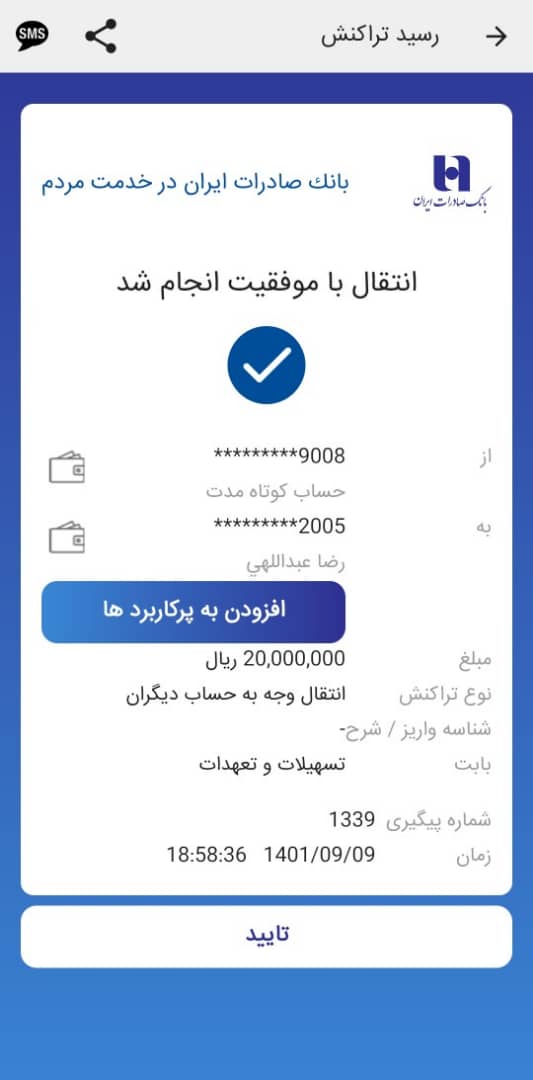 رسید تراکنش
SMS
بانک صادرات ایران
بانك صادرات ایران در خدمت مردم
انتقال با موفقیت انجام شد
از *********9008
حساب کوتاه مدت
به *********2005
رضا عبداللهي
افزودن به پرکاربرد ها
مبلغ 20,000,000 ریال
نوع تراکنش انتقال وجه به حساب دیگران
شناسه واریز / شرح-
بابت تسهیلات و تعهدات
شماره پیگیری 1339
زمان 1401/09/09 18:58:36
تایید